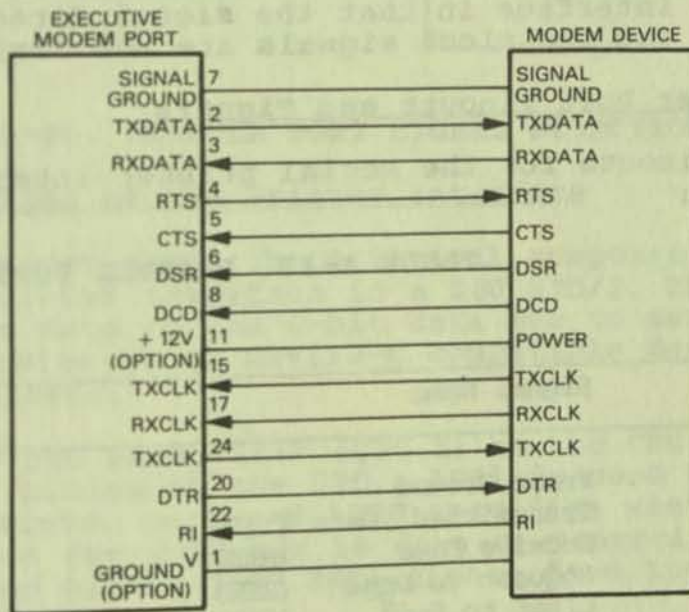 EXECUTIVE
MODEM PORT
MODEM DEVICE
SIGNAL 7 SIGNAL
GROUND GROUND
TXDATA 2 TXDATA
RXDATA 3 RXDATA
RTS 4 RTS
CTS 5 CTS
DSR 6 DSR
DCD 8 DCD
+ 12V 11 POWER
(OPTION)
TXCLK 15 TXCLK
RXCLK 17 RXCLK
TXCLK 24 TXCLK
DTR 20 DTR
RI 22 RI
V 1
GROUND
(OPTION)